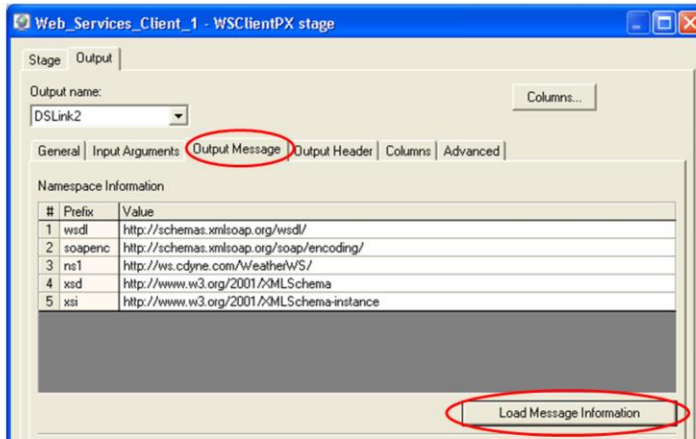 Web_Services_Client_1 - WSClientPX stage
Stage Output
Output name:
Columns...
DSLink2
General Input Arguments Output Message Output Header Columns Advanced
Namespace Information
# Prefix Value
1 wsdl http://schemas.xmlsoap.org/wsdl/
2 soapenc http://schemas.xmlsoap.org/soap/encoding/
3 ns1 http://ws.cdyne.com/WeatherWS/
4 xsd http://www.w3.org/2001/XMLSchema
5 xsi http://www.w3.org/2001/XMLSchema-instance
Load Message Information